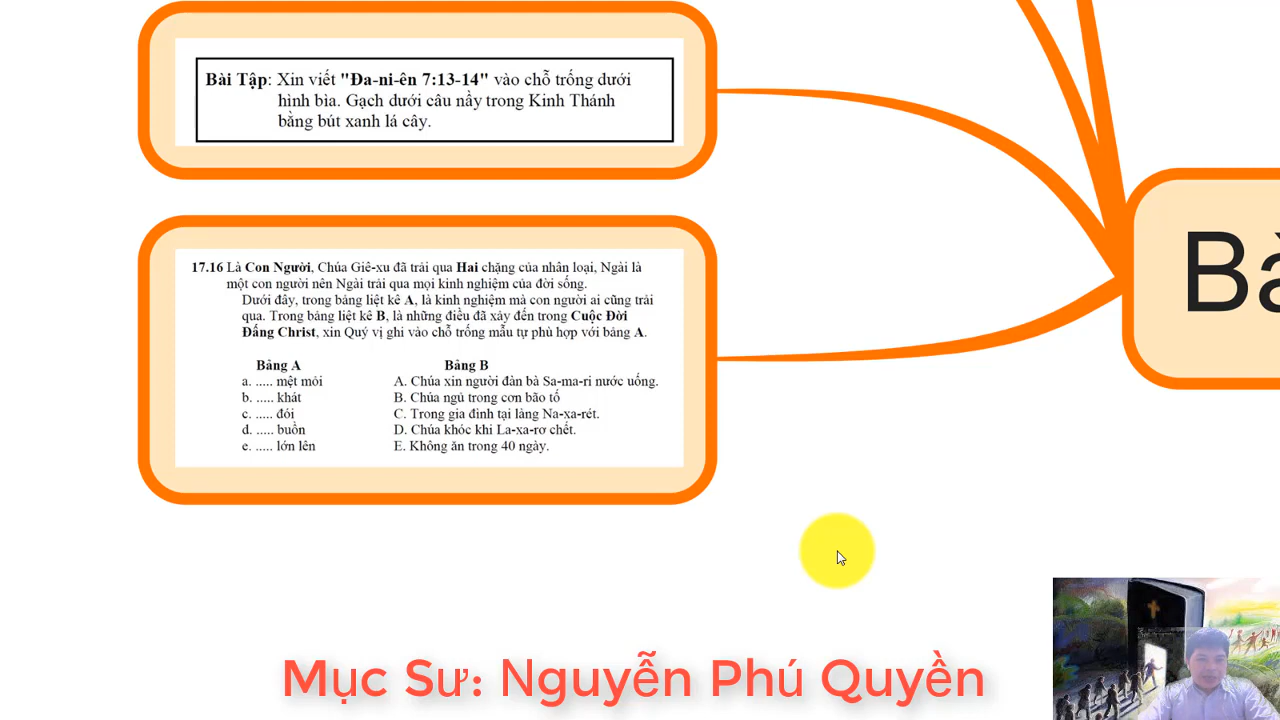 Bài Tập: Xin viết "Đa-ni-ên 7:13-14" vào chỗ trống dưới
hình bìa. Gạch dưới câu nầy trong Kinh Thánh
bằng bút xanh lá cây.
17.16 Là Con Người, Chúa Giê-xu đã trải qua Hai chặng của nhân loại, Ngài là
một con người nên Ngài trải qua mọi kinh nghiệm của đời sống.
Dưới đây, trong bảng liệt kê A, là kinh nghiệm mà con người ai cũng trải
qua. Trong bảng liệt kê B, là những điều đã xảy đến trong Cuộc Đời
Đấng Christ, xin Quý vị ghi vào chỗ trống mẫu tự phù hợp với bảng A.
Bảng A Bảng B
a. ..... mệt mỏi A. Chúa xin người đàn bà Sa-ma-ri nước uống.
b. ..... khát B. Chúa ngủ trong cơn bão tố
c. ..... đói C. Trong gia đình tại làng Na-xa-rét.
d. ..... buồn D. Chúa khóc khi La-xa-rơ chết.
e. ..... lớn lên E. Không ăn trong 40 ngày.
Mục Sư: Nguyễn Phú Quyền